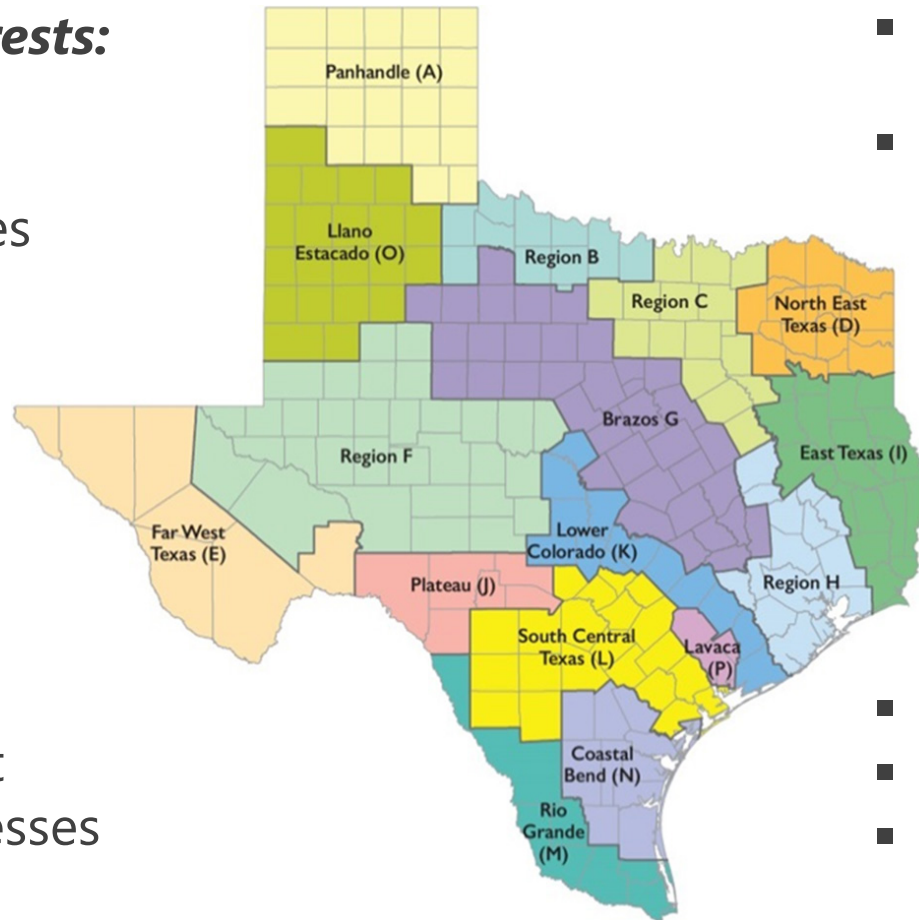 rests:
Panhandle (A)
es
Llano
Estacado (O)
Region B
Region C
North East
Texas (D)
Brazos G
East Texas (I)
Region F
Far West
Texas (E)
Lower
Colorado (K)
Region H
Plateau (J)
South Central
Texas (L)
Lavaca
(P)
Coastal
Bend (N)
t
esses
Rio
Grande
(M)